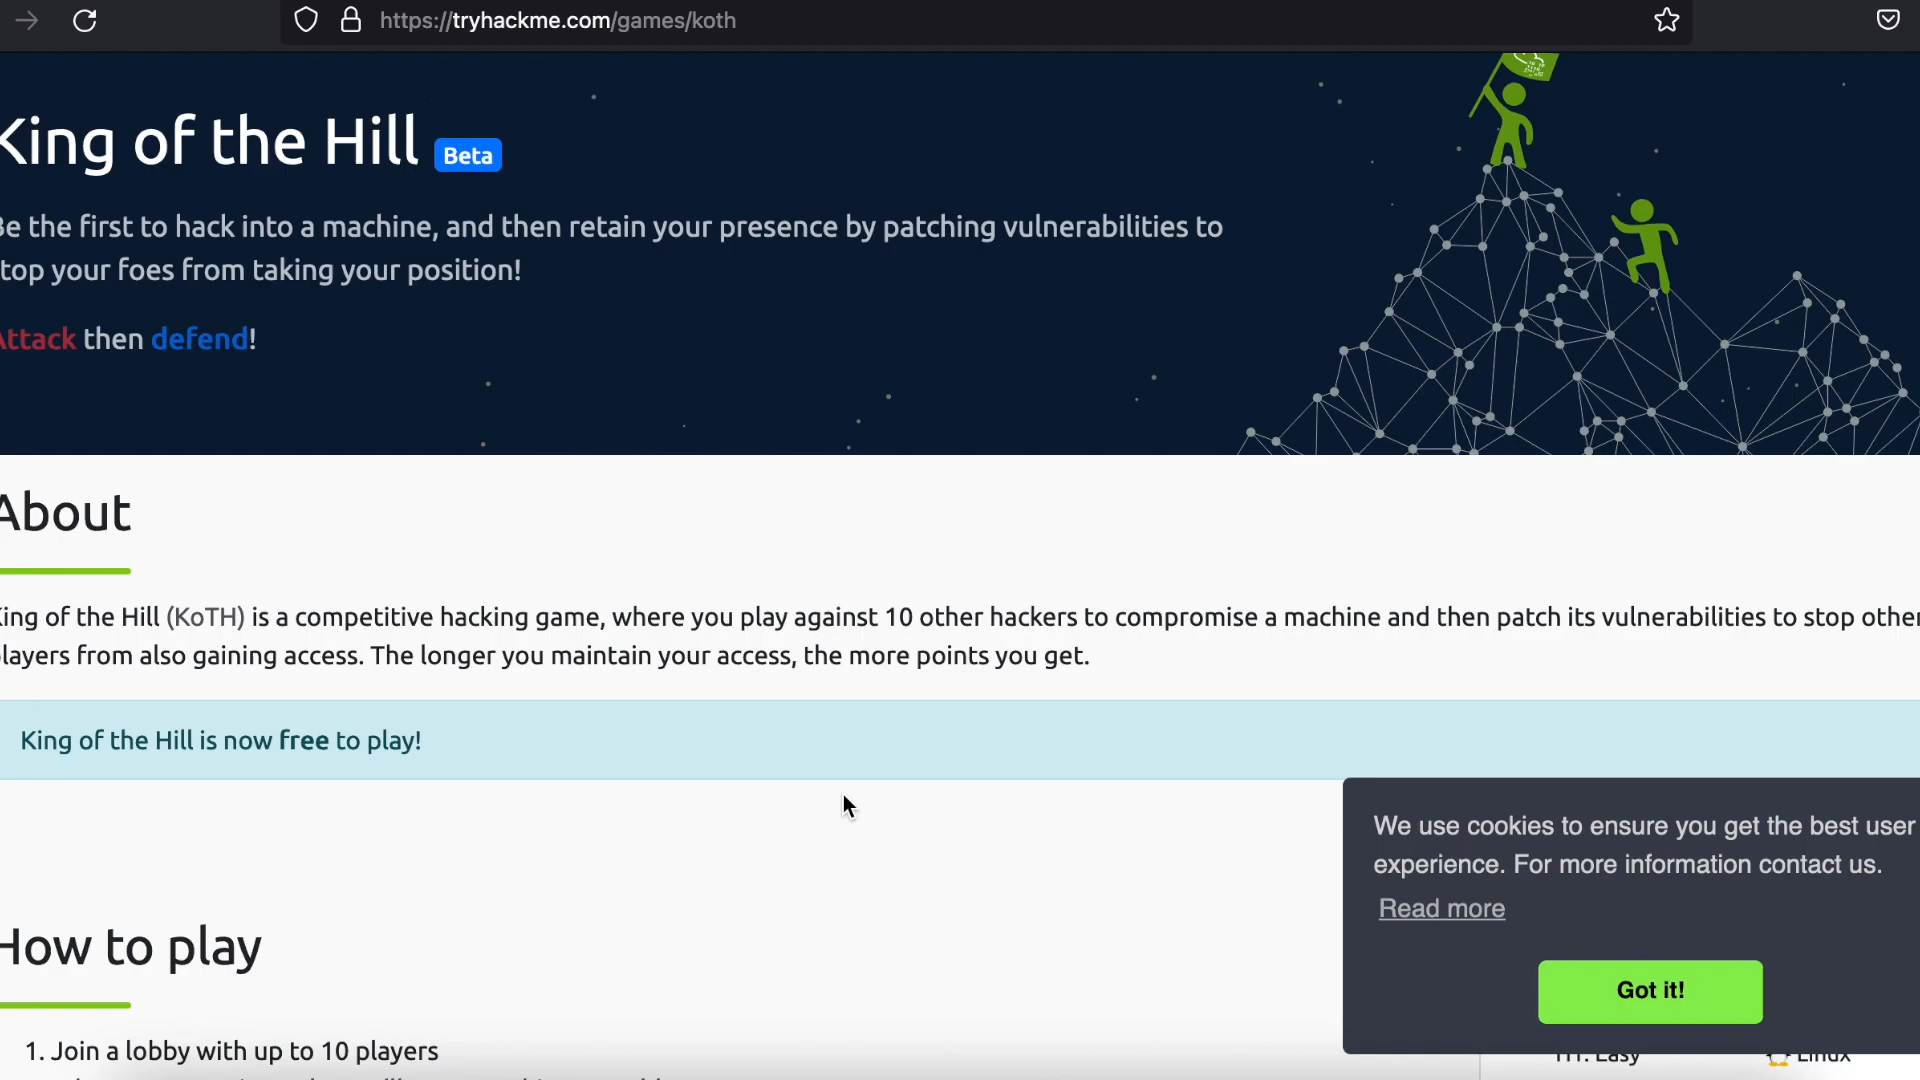 https://tryhackme.com/games/koth
King of the Hill Beta
Be the first to hack into a machine, and then retain your presence by patching vulnerabilities to
top your foes from taking your position!
Attack then defend!
About
King of the Hill (KoTH) is a competitive hacking game, where you play against 10 other hackers to compromise a machine and then patch its vulnerabilities to stop other
layers from also gaining access. The longer you maintain your access, the more points you get.
King of the Hill is now free to play!
We use cookies to ensure you get the best user
experience. For more information contact us.
Read more
Got it!
How to play
1. Join a lobby with up to 10 players
H1: Easy
Linux